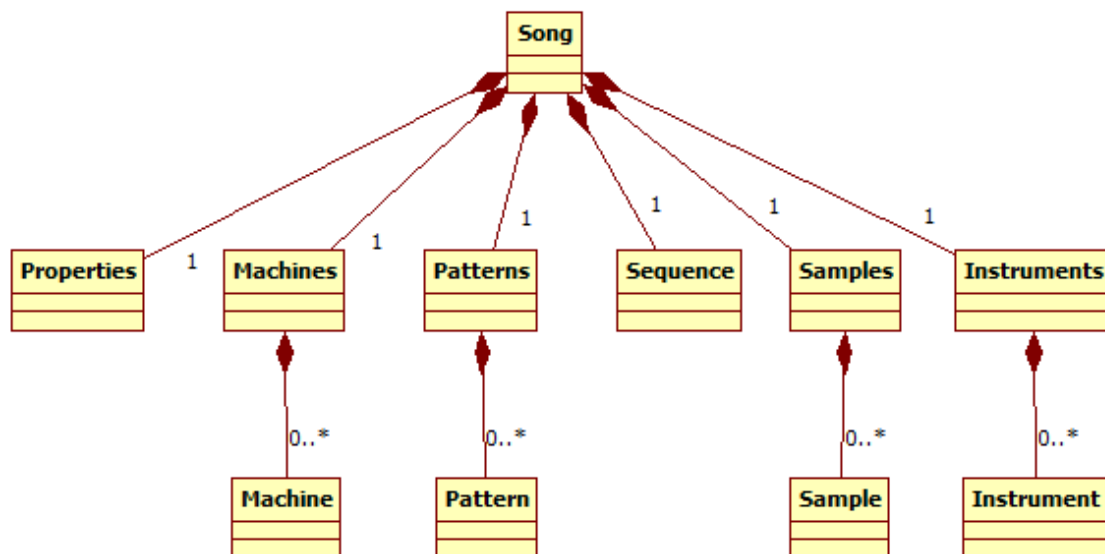 Song
1
1
1
1
1
1
Properties
Machines
Patterns
Sequence
Samples
Instruments
0..*
0..*
0..*
0..*
Machine
Pattern
Sample
Instrument